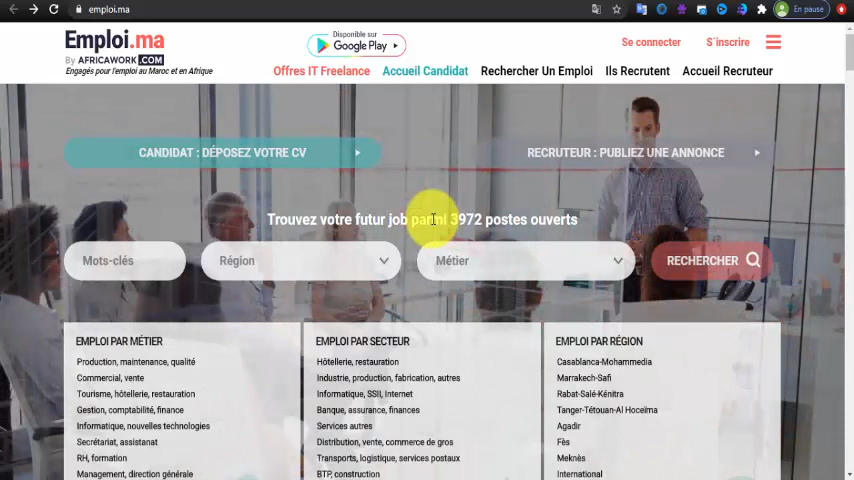 emploi.ma
En pause
Emploi.ma
By AFRICAWORK.COM
Engagés pour l'emploi au Maroc et en Afrique
Disponible sur
Google Play
Se connecter
S´inscrire
Offres IT Freelance
Accueil Candidat
Rechercher Un Emploi
Ils Recrutent
Accueil Recruteur
CANDIDAT : DÉPOSEZ VOTRE CV
RECRUTEUR : PUBLIEZ UNE ANNONCE
Trouvez votre futur job parmi 3972 postes ouverts
Mots-clés
Région
Métier
RECHERCHER
EMPLOI PAR MÉTIER
Production, maintenance, qualité
Commercial, vente
Tourisme, hôtellerie, restauration
Gestion, comptabilité, finance
Informatique, nouvelles technologies
Secrétariat, assistanat
RH, formation
Management, direction générale
EMPLOI PAR SECTEUR
Hôtellerie, restauration
Industrie, production, fabrication, autres
Informatique, SSII, Internet
Banque, assurance, finances
Services autres
Distribution, vente, commerce de gros
Transports, logistique, services postaux
BTP, construction
EMPLOI PAR RÉGION
Casablanca-Mohammedia
Marrakech-Safi
Rabat-Salé-Kénitra
Tanger-Tétouan-Al Hoceïma
Agadir
Fès
Meknès
International